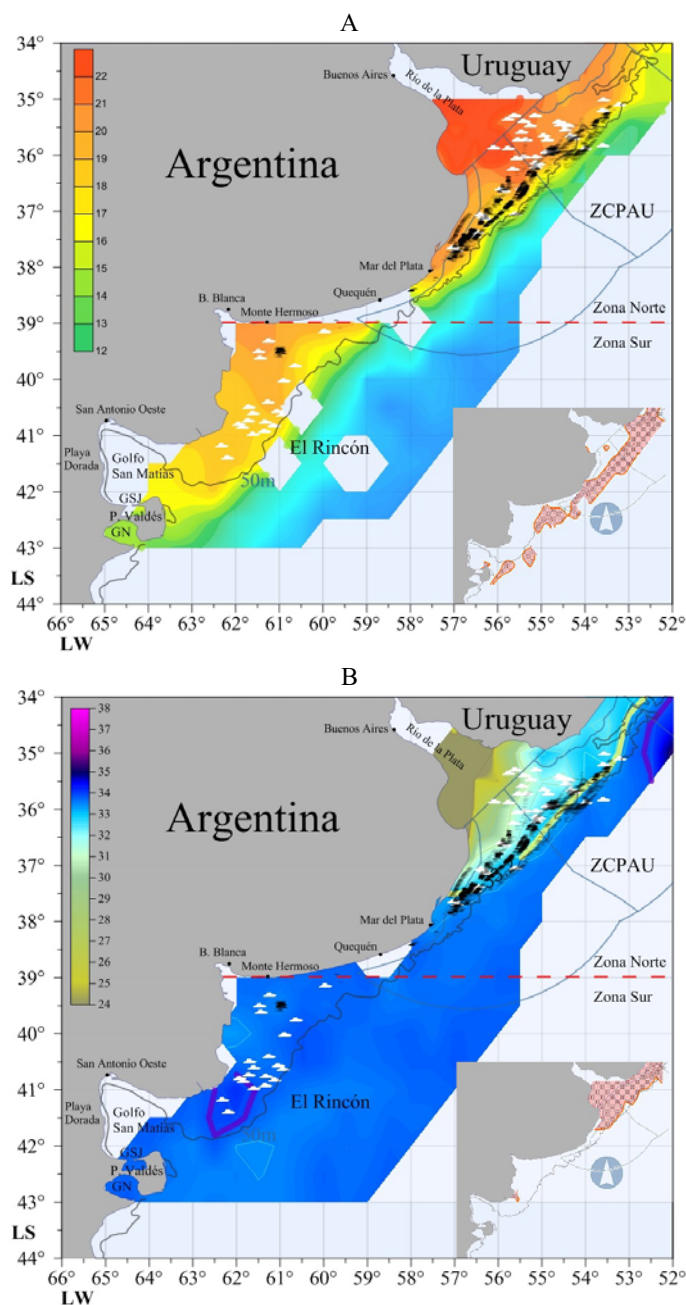 A
34°
35°
36°
37°
38°
39°
40°
41°
42°
43°
LS
44°
22
21
20
19
18
17
16
15
14
13
12
Buenos Aires
Río de la Plata
Uruguay
Argentina
ZCPAU
Mar del Plata
Quequén
B. Blanca
Monte Hermoso
Zona Norte
Zona Sur
San Antonio Oeste
Playa
Dorada
Golfo
San Matías
El Rincón
50m
GSJ
P. Valdés
GN
66° 65° 64° 63° 62° 61° 60° 59° 58° 57° 56° 55° 54° 53° 52°
LW
B
34°
35°
36°
37°
38°
39°
40°
41°
42°
43°
LS
44°
38
37
36
35
34
33
32
31
30
29
28
27
26
25
24
Buenos Aires
Río de la Plata
Uruguay
Argentina
ZCPAU
Mar del Plata
Quequén
B. Blanca
Monte Hermoso
Zona Norte
Zona Sur
San Antonio Oeste
Playa
Dorada
Golfo
San Matías
El Rincón
50m
GSJ
P. Valdés
GN
66° 65° 64° 63° 62° 61° 60° 59° 58° 57° 56° 55° 54° 53° 52°
LW